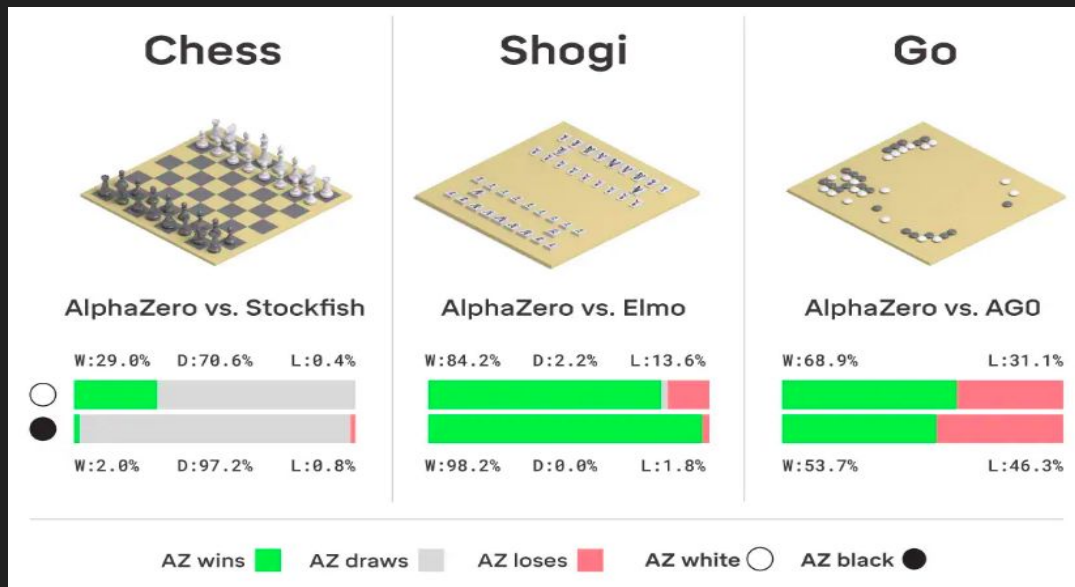 Chess
Shogi
Go
AlphaZero vs. Stockfish
AlphaZero vs. Elmo
AlphaZero vs. AG0
W:29.0% D:70.6% L:0.4%
W:84.2% D:2.2% L:13.6%
W:68.9% L:31.1%
W:2.0% D:97.2% L:0.8%
W:98.2% D:0.0% L:1.8%
W:53.7% L:46.3%
AZ wins AZ draws AZ loses AZ white AZ black